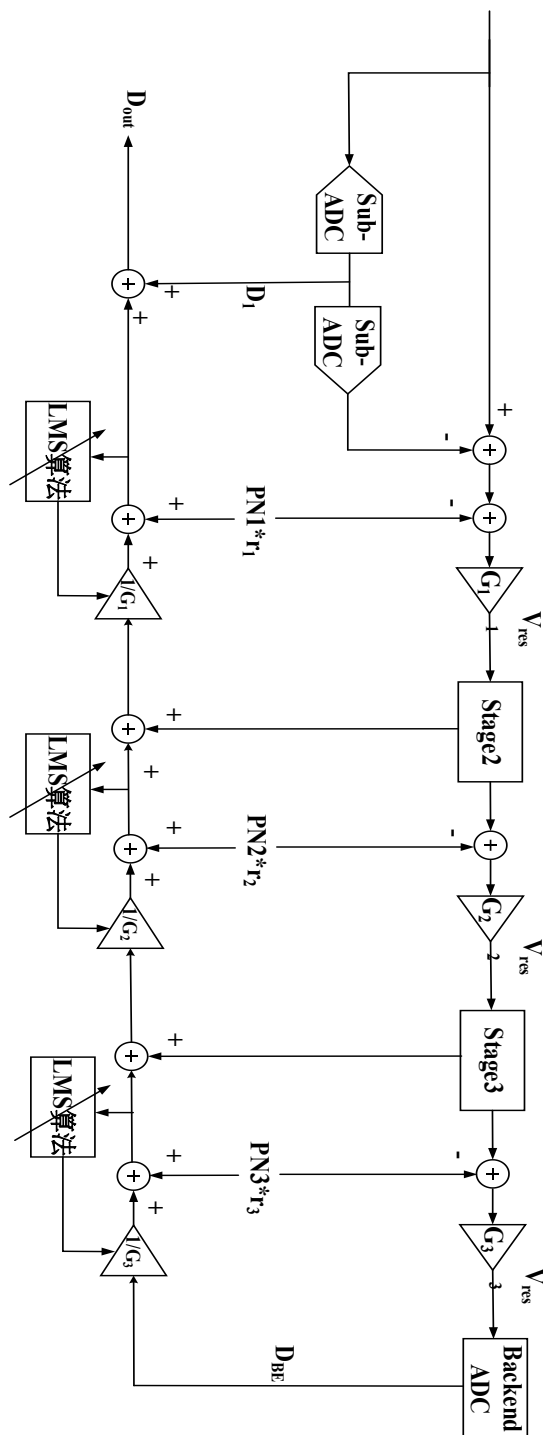 +
-
-
G₁
Vres
1
Stage2
-
G₂
Vres
2
Stage3
-
G₃
Vres
3
Backend
ADC
Sub-
ADC
Sub-
ADC
D₁
PN1*r₁
PN2*r₂
PN3*r₃
D_BE
D_out
+
+
+
+
1/G₁
+
+
+
+
1/G₂
+
+
+
+
1/G₃
LMS算法
LMS算法
LMS算法